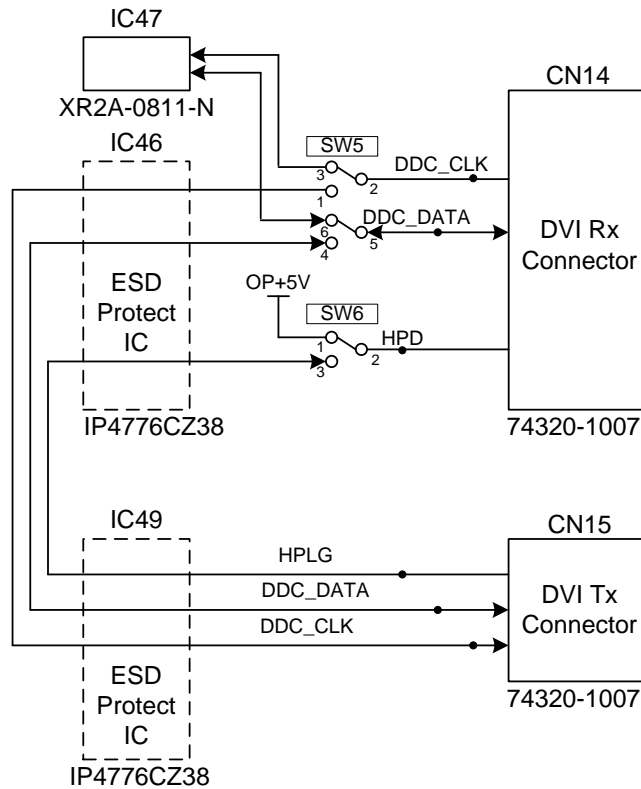 IC47
XR2A-0811-N
IC46
ESD
Protect
IC
IP4776CZ38
SW5
3
2
1
DDC_CLK
6
5
4
DDC_DATA
OP+5V
SW6
1
2
3
HPD
CN14
DVI Rx
Connector
74320-1007
IC49
ESD
Protect
IC
IP4776CZ38
HPLG
DDC_DATA
DDC_CLK
CN15
DVI Tx
Connector
74320-1007